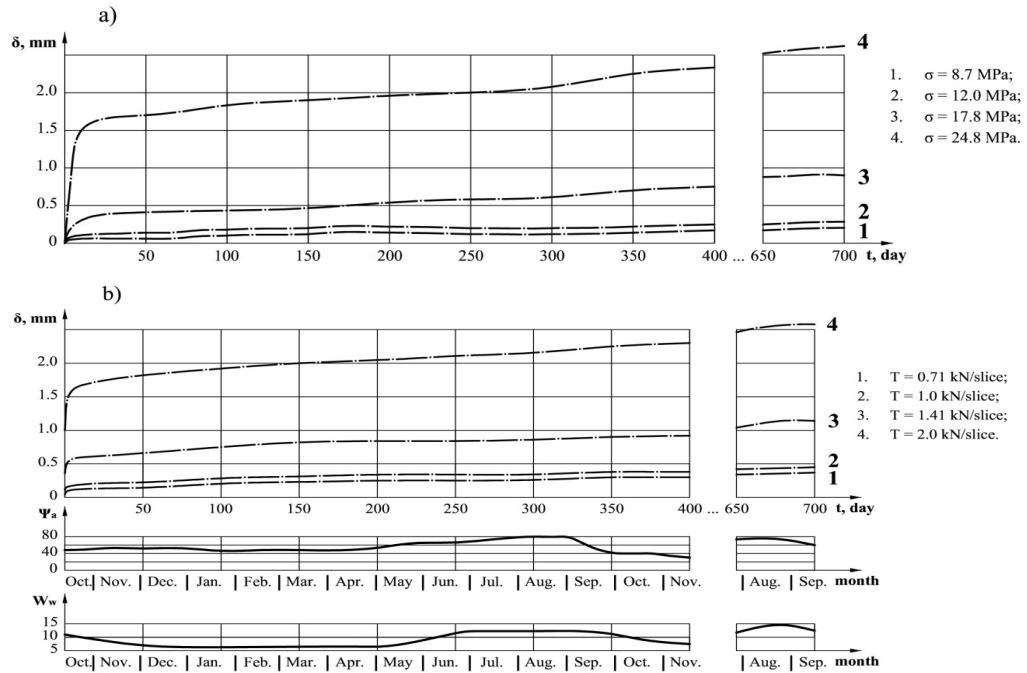 a)
δ, mm
2.0
1.5
1.0
0.5
0
50 100 150 200 250 300 350 400 ... 650 700 t, day
4
3
2
1
1. σ = 8.7 MPa;
2. σ = 12.0 MPa;
3. σ = 17.8 MPa;
4. σ = 24.8 MPa.
b)
δ, mm
2.0
1.5
1.0
0.5
0
50 100 150 200 250 300 350 400 ... 650 700 t, day
4
3
2
1
1. T = 0.71 kN/slice;
2. T = 1.0 kN/slice;
3. T = 1.41 kN/slice;
4. T = 2.0 kN/slice.
Ψa
80
60
40
20
0
Oct. Nov. Dec. Jan. Feb. Mar. Apr. May Jun. Jul. Aug. Sep. Oct. Nov. Aug. Sep. month
Ww
15
10
5
Oct. Nov. Dec. Jan. Feb. Mar. Apr. May Jun. Jul. Aug. Sep. Oct. Nov. Aug. Sep. month